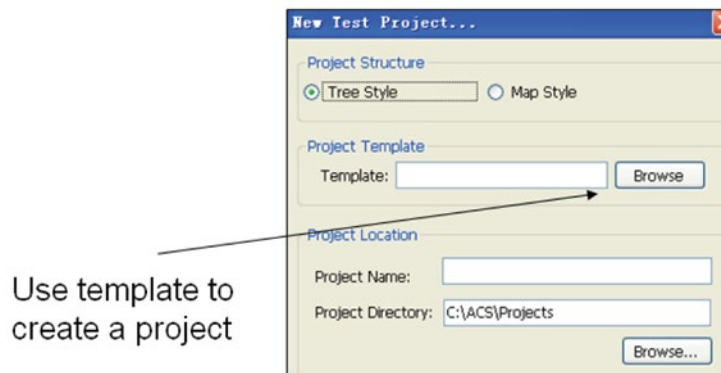 New Test Project...
Project Structure
Tree Style
Map Style
Project Template
Template:
Browse
Project Location
Use template to
create a project
Project Name:
Project Directory: C:\ACS\Projects
Browse...